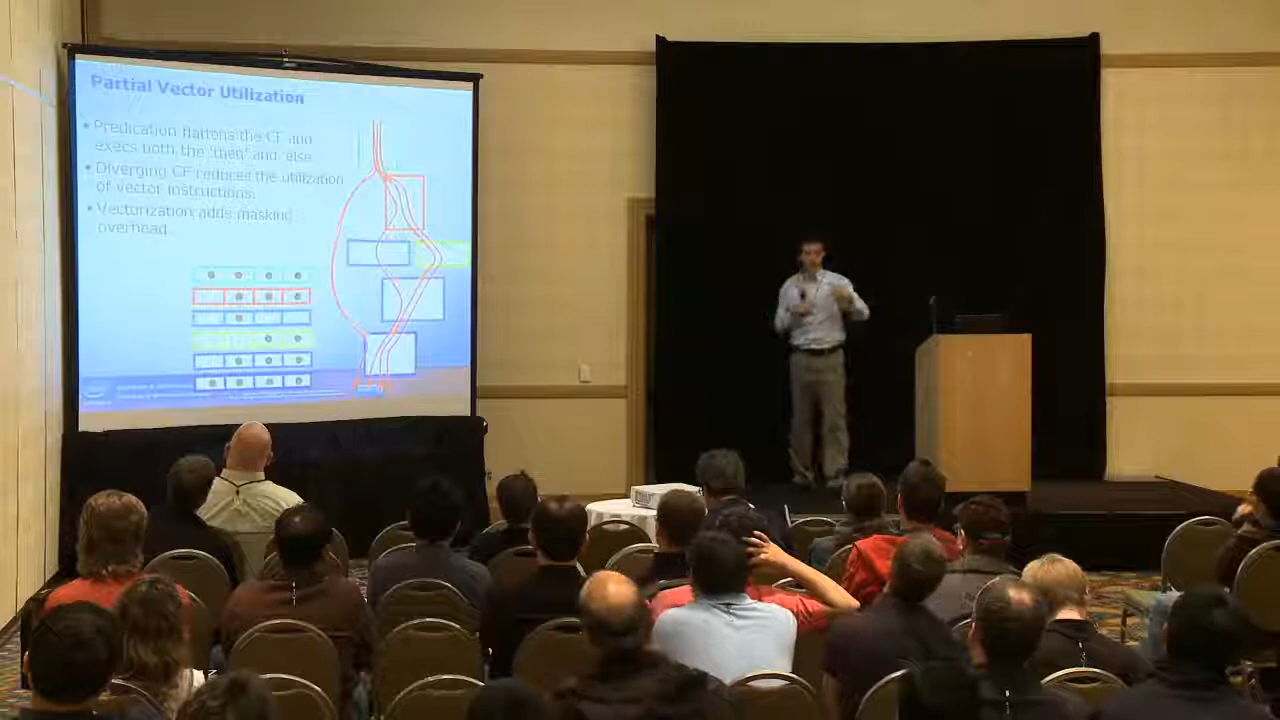 Partial Vector Utilization
• Predication flattens the CF and
execs both the "then" and "else
• Diverging CF reduces the utilization
of vector instructions.
• Vectorization adds masking
overhead